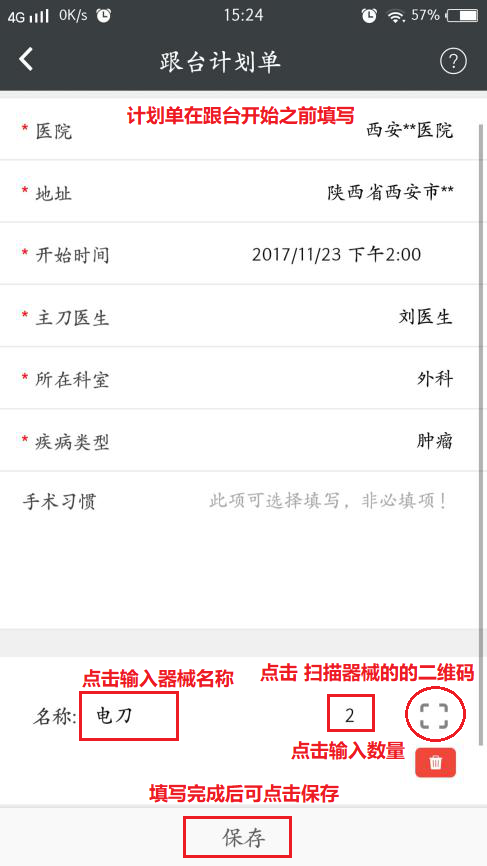 4G 0K/s 15:24 57%
跟台计划单 ?
计划单在跟台开始之前填写
* 医院 西安**医院
* 地址 陕西省西安市**
* 开始时间 2017/11/23 下午2:00
* 主刀医生 刘医生
* 所在科室 外科
* 疾病类型 肿瘤
手术习惯 此项可选择填写，非必填项！
点击输入器械名称 点击 扫描器械的的二维码
名称: 电刀 2
点击输入数量
填写完成后可点击保存
保存